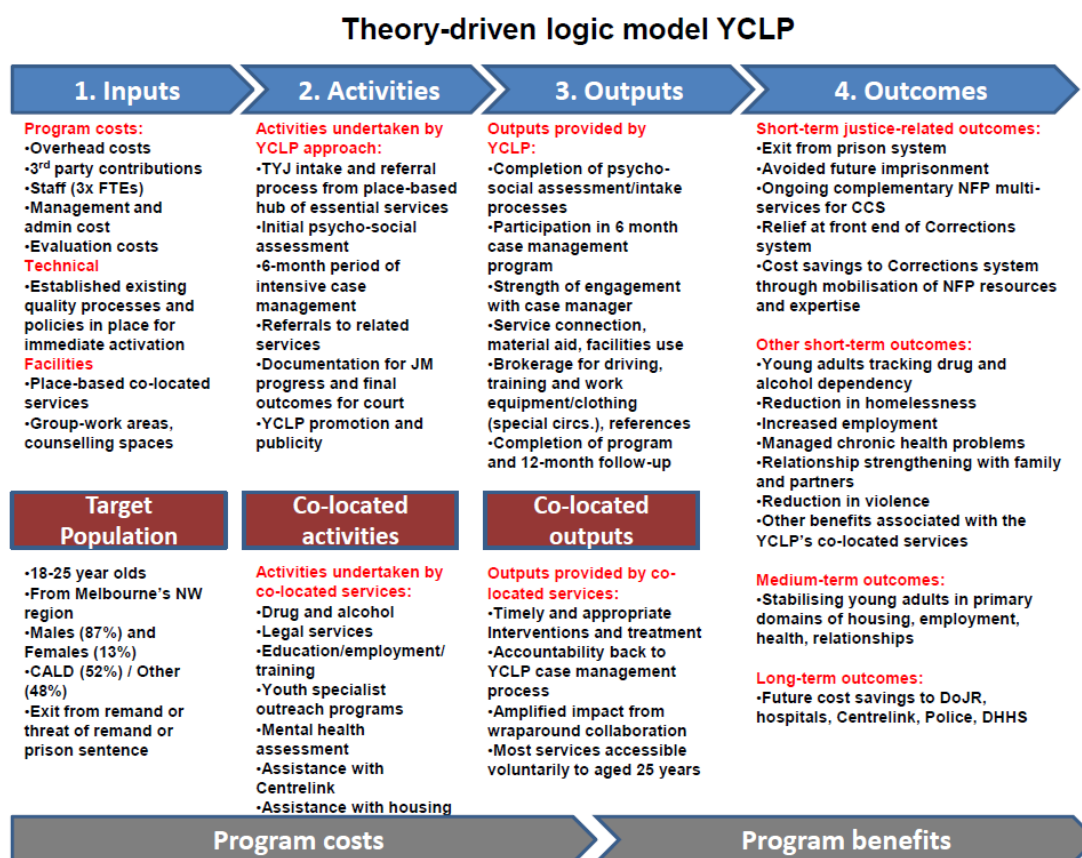 Theory-driven logic model YCLP
1. Inputs
2. Activities
3. Outputs
4. Outcomes
Program costs:
•Overhead costs
•3rd party contributions
•Staff (3x FTEs)
•Management and
admin cost
•Evaluation costs
Technical
•Established existing
quality processes and
policies in place for
immediate activation
Facilities
•Place-based co-located
services
•Group-work areas,
counselling spaces
Activities undertaken by
YCLP approach:
•TYJ intake and referral
process from place-based
hub of essential services
•Initial psycho-social
assessment
•6-month period of
intensive case
management
•Referrals to related
services
•Documentation for JM
progress and final
outcomes for court
•YCLP promotion and
publicity
Outputs provided by
YCLP:
•Completion of psycho-
social assessment/intake
processes
•Participation in 6 month
case management
program
•Strength of engagement
with case manager
•Service connection,
material aid, facilities use
•Brokerage for driving,
training and work
equipment/clothing
(special circs.), references
•Completion of program
and 12-month follow-up
Short-term justice-related outcomes:
•Exit from prison system
•Avoided future imprisonment
•Ongoing complementary NFP multi-
services for CCS
•Relief at front end of Corrections
system
•Cost savings to Corrections system
through mobilisation of NFP resources
and expertise
Other short-term outcomes:
•Young adults tracking drug and
alcohol dependency
•Reduction in homelessness
•Increased employment
•Managed chronic health problems
•Relationship strengthening with family
and partners
•Reduction in violence
•Other benefits associated with the
YCLP's co-located services
Medium-term outcomes:
•Stabilising young adults in primary
domains of housing, employment,
health, relationships
Long-term outcomes:
•Future cost savings to DoJR,
hospitals, Centrelink, Police, DHHS
Target
Population
•18-25 year olds
•From Melbourne's NW
region
•Males (87%) and
Females (13%)
•CALD (52%) / Other
(48%)
•Exit from remand or
threat of remand or
prison sentence
Co-located
activities
Activities undertaken by
co-located services:
•Drug and alcohol
•Legal services
•Education/employment/
training
•Youth specialist
outreach programs
•Mental health
assessment
•Assistance with
Centrelink
•Assistance with housing
Co-located
outputs
Outputs provided by co-
located services:
•Timely and appropriate
Interventions and treatment
•Accountability back to
YCLP case management
process
•Amplified impact from
wraparound collaboration
•Most services accessible
voluntarily to aged 25 years
Program costs
Program benefits